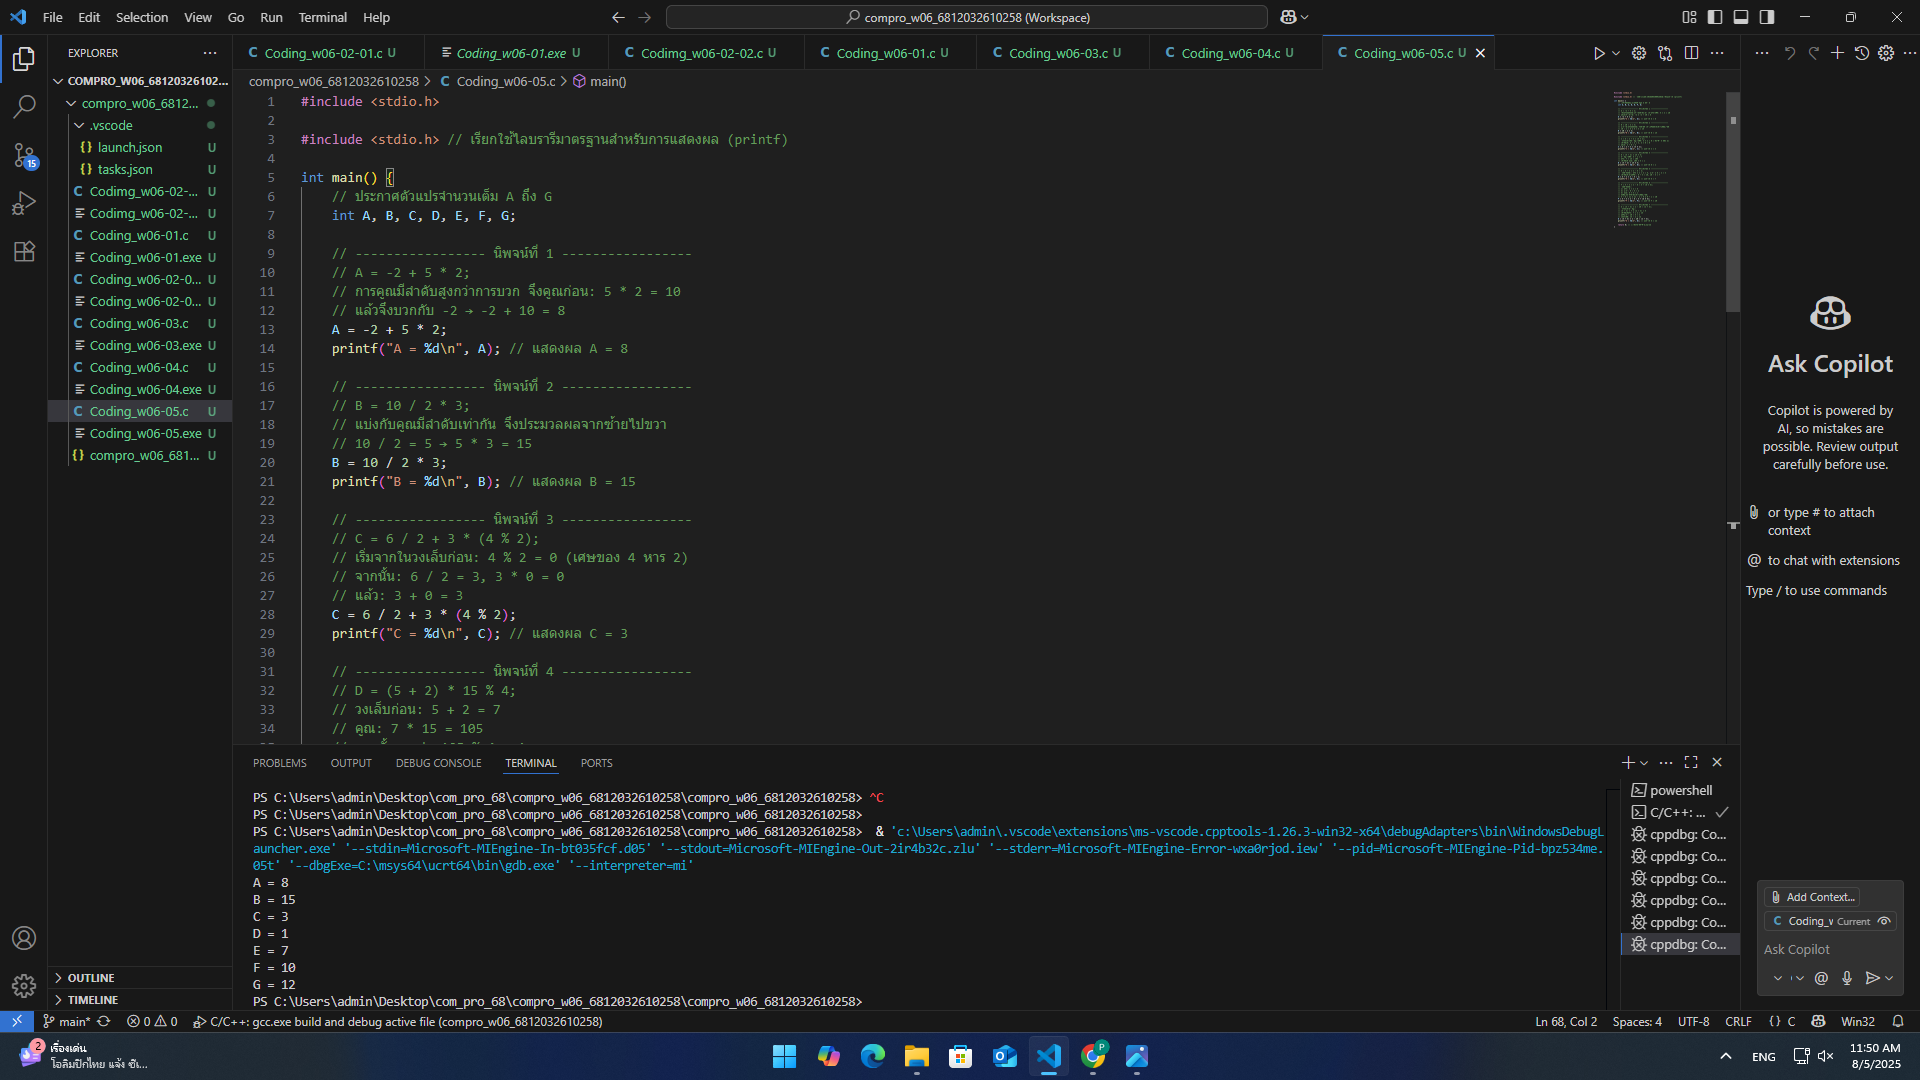 File Edit Selection View Go Run Terminal Help
compro_w06_6812032610258 (Workspace)
EXPLORER
COMPRO_W06_68120326102...
compro_w06_6812...
.vscode
launch.json U
tasks.json U
Codimg_w06-02-... U
Codimg_w06-02-... U
Coding_w06-01.c U
Coding_w06-01.exe U
Coding_w06-02-0... U
Coding_w06-02-0... U
Coding_w06-03.c U
Coding_w06-03.exe U
Coding_w06-04.c U
Coding_w06-04.exe U
Coding_w06-05.c U
Coding_w06-05.exe U
compro_w06_681... U
OUTLINE
TIMELINE
15
Coding_w06-02-01.c U Coding_w06-01.exe U Codimg_w06-02-02.c U Coding_w06-01.c U Coding_w06-03.c U Coding_w06-04.c U Coding_w06-05.c U
compro_w06_6812032610258 > C Coding_w06-05.c > main()
1 #include <stdio.h>
2
3 #include <stdio.h> // เรียกใช้ไลบรารีมาตรฐานสำหรับการแสดงผล (printf)
4
5 int main() {
6 // ประกาศตัวแปรจำนวนเต็ม A ถึง G
7 int A, B, C, D, E, F, G;
8
9 // ----------------- นิพจน์ที่ 1 -----------------
10 // A = -2 + 5 * 2;
11 // การคูณมีลำดับสูงกว่าการบวก จึงคูณก่อน: 5 * 2 = 10
12 // แล้วจึงบวกกับ -2 → -2 + 10 = 8
13 A = -2 + 5 * 2;
14 printf("A = %d\n", A); // แสดงผล A = 8
15
16 // ----------------- นิพจน์ที่ 2 -----------------
17 // B = 10 / 2 * 3;
18 // แบ่งกับคูณมีลำดับเท่ากัน จึงประมวลผลจากซ้ายไปขวา
19 // 10 / 2 = 5 → 5 * 3 = 15
20 B = 10 / 2 * 3;
21 printf("B = %d\n", B); // แสดงผล B = 15
22
23 // ----------------- นิพจน์ที่ 3 -----------------
24 // C = 6 / 2 + 3 * (4 % 2);
25 // เริ่มจากในวงเล็บก่อน: 4 % 2 = 0 (เศษของ 4 หาร 2)
26 // จากนั้น: 6 / 2 = 3, 3 * 0 = 0
27 // แล้ว: 3 + 0 = 3
28 C = 6 / 2 + 3 * (4 % 2);
29 printf("C = %d\n", C); // แสดงผล C = 3
30
31 // ----------------- นิพจน์ที่ 4 -----------------
32 // D = (5 + 2) * 15 % 4;
33 // วงเล็บก่อน: 5 + 2 = 7
34 // คูณ: 7 * 15 = 105
PROBLEMS OUTPUT DEBUG CONSOLE TERMINAL PORTS
PS C:\Users\admin\Desktop\com_pro_68\compro_w06_6812032610258\compro_w06_6812032610258> ^C
PS C:\Users\admin\Desktop\com_pro_68\compro_w06_6812032610258\compro_w06_6812032610258>
PS C:\Users\admin\Desktop\com_pro_68\compro_w06_6812032610258\compro_w06_6812032610258> & 'c:\Users\admin\.vscode\extensions\ms-vscode.cpptools-1.26.3-win32-x64\debugAdapters\bin\WindowsDebugL
auncher.exe' '--stdin=Microsoft-MIEngine-In-bt035fcf.d05' '--stdout=Microsoft-MIEngine-Out-2ir4b32c.zlu' '--stderr=Microsoft-MIEngine-Error-wxa0rjod.iew' '--pid=Microsoft-MIEngine-Pid-bpz534me.
05t' '--dbgExe=C:\msys64\ucrt64\bin\gdb.exe' '--interpreter=mi'
A = 8
B = 15
C = 3
D = 1
E = 7
F = 10
G = 12
PS C:\Users\admin\Desktop\com_pro_68\compro_w06_6812032610258\compro_w06_6812032610258>
powershell
C/C++: ...
cppdbg: Co...
cppdbg: Co...
cppdbg: Co...
cppdbg: Co...
cppdbg: Co...
cppdbg: Co...
Ask Copilot
Copilot is powered by
AI, so mistakes are
possible. Review output
carefully before use.
or type # to attach
context
@ to chat with extensions
Type / to use commands
Add Context...
C Coding_w Current
Ask Copilot
main* 0 0 C/C++: gcc.exe build and debug active file (compro_w06_6812032610258)
Ln 68, Col 2 Spaces: 4 UTF-8 CRLF {} C Win32
2
เรื่องเด่น
โอลิมปิกไทย แจ้ง ซีเ...
P
ENG
11:50 AM
8/5/2025